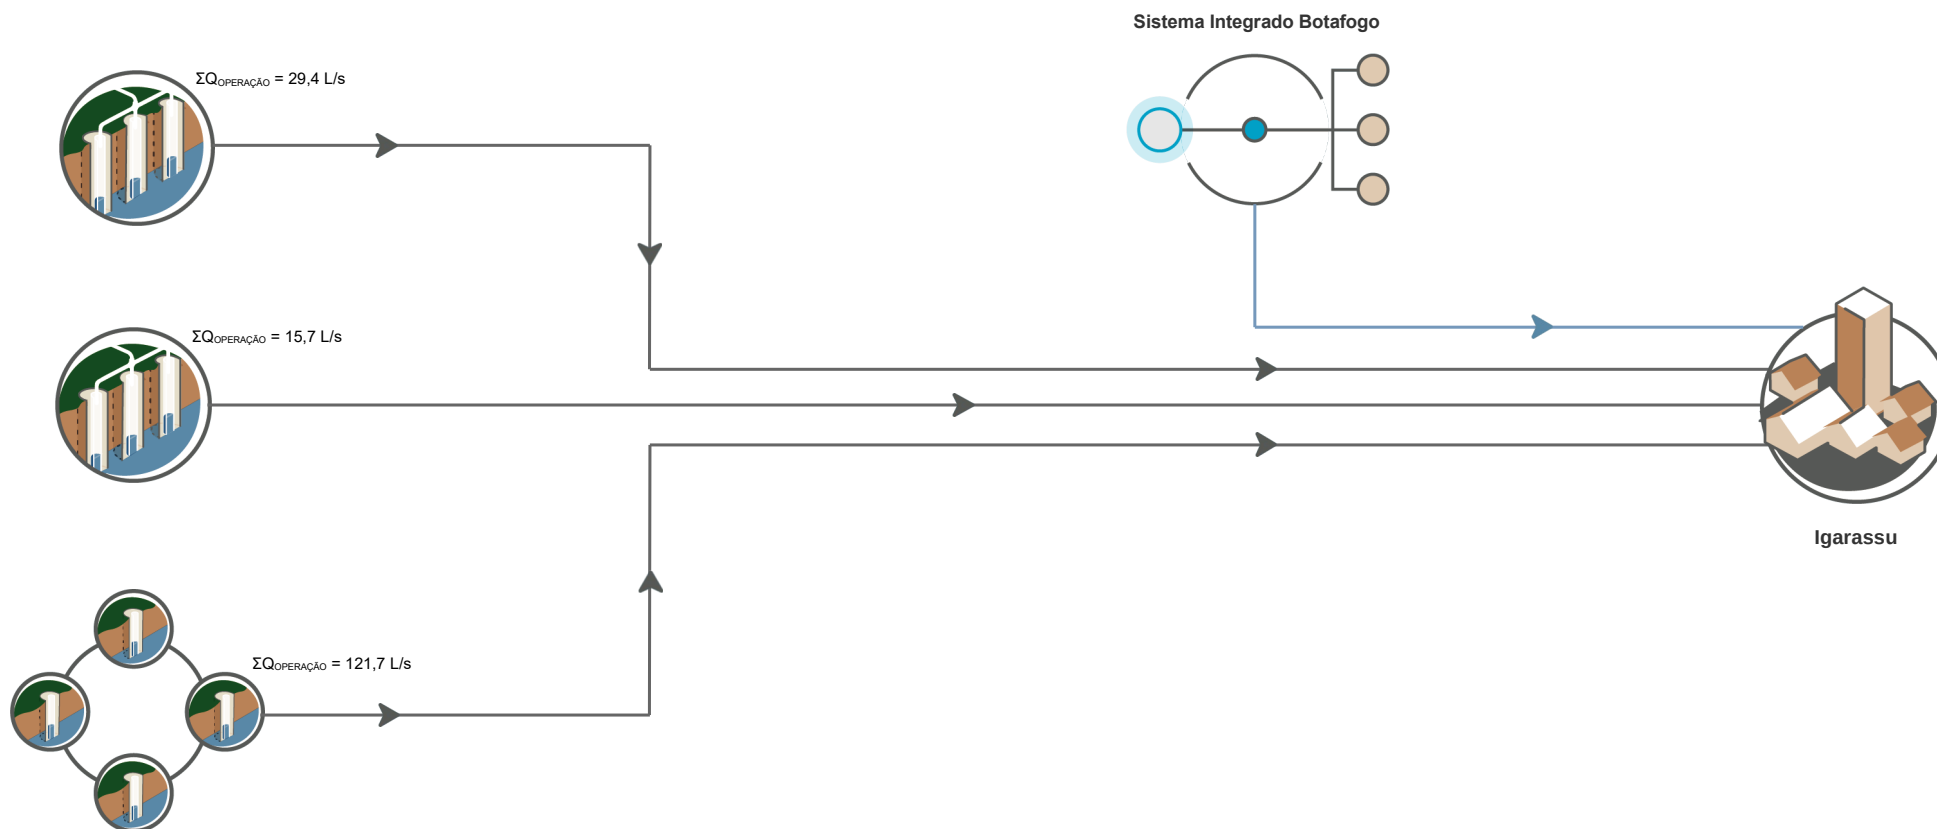 Sistema Integrado Botafogo
ΣQOPERAÇÃO = 29,4 L/s
ΣQOPERAÇÃO = 15,7 L/s
Igarassu
ΣQOPERAÇÃO = 121,7 L/s